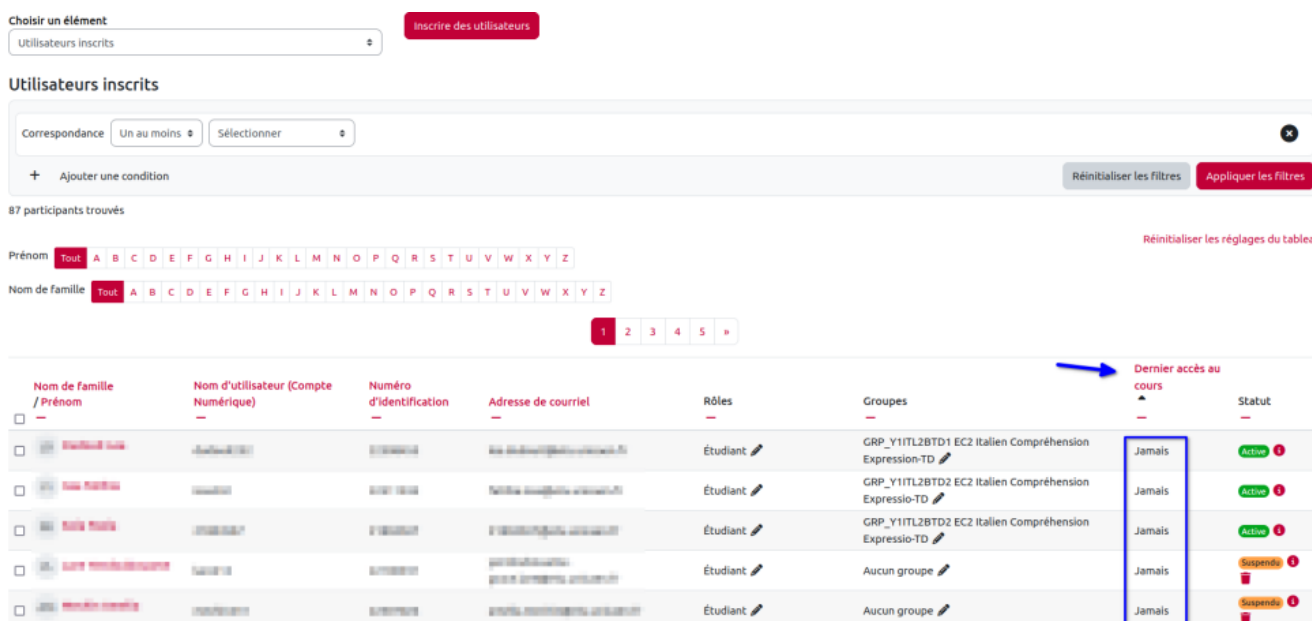 Choisir un élément
Utilisateurs inscrits
Inscrire des utilisateurs
Utilisateurs inscrits
Correspondance Un au moins Sélectionner
+ Ajouter une condition
Réinitialiser les filtres Appliquer les filtres
87 participants trouvés
Réinitialiser les réglages du tablea
Prénom Tout A B C D E F G H I J K L M N O P Q R S T U V W X Y Z
Nom de famille Tout A B C D E F G H I J K L M N O P Q R S T U V W X Y Z
1 2 3 4 5 »
Nom de famille / Prénom
Nom d'utilisateur (Compte Numérique)
Numéro d'identification
Adresse de courriel
Rôles
Groupes
Dernier accès au cours
Statut
Étudiant GRP_Y1ITL2BTD1 EC2 Italien Compréhension Expression-TD Jamais Active
Étudiant GRP_Y1ITL2BTD2 EC2 Italien Compréhension Expressio-TD Jamais Active
Étudiant GRP_Y1ITL2BTD2 EC2 Italien Compréhension Expressio-TD Jamais Active
Étudiant Aucun groupe Jamais Suspendu
Étudiant Aucun groupe Jamais Suspendu